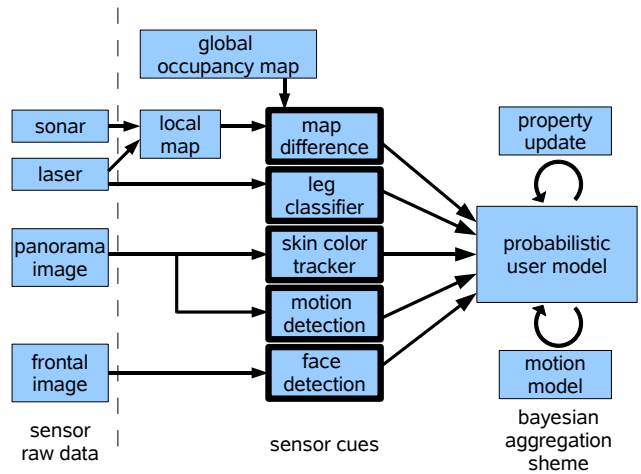 global
occupancy map
sonar
local
map
map
difference
property
update
laser
leg
classifier
panorama
image
skin color
tracker
probabilistic
user model
motion
detection
frontal
image
face
detection
motion
model
sensor
raw data
sensor cues
bayesian
aggregation
sheme